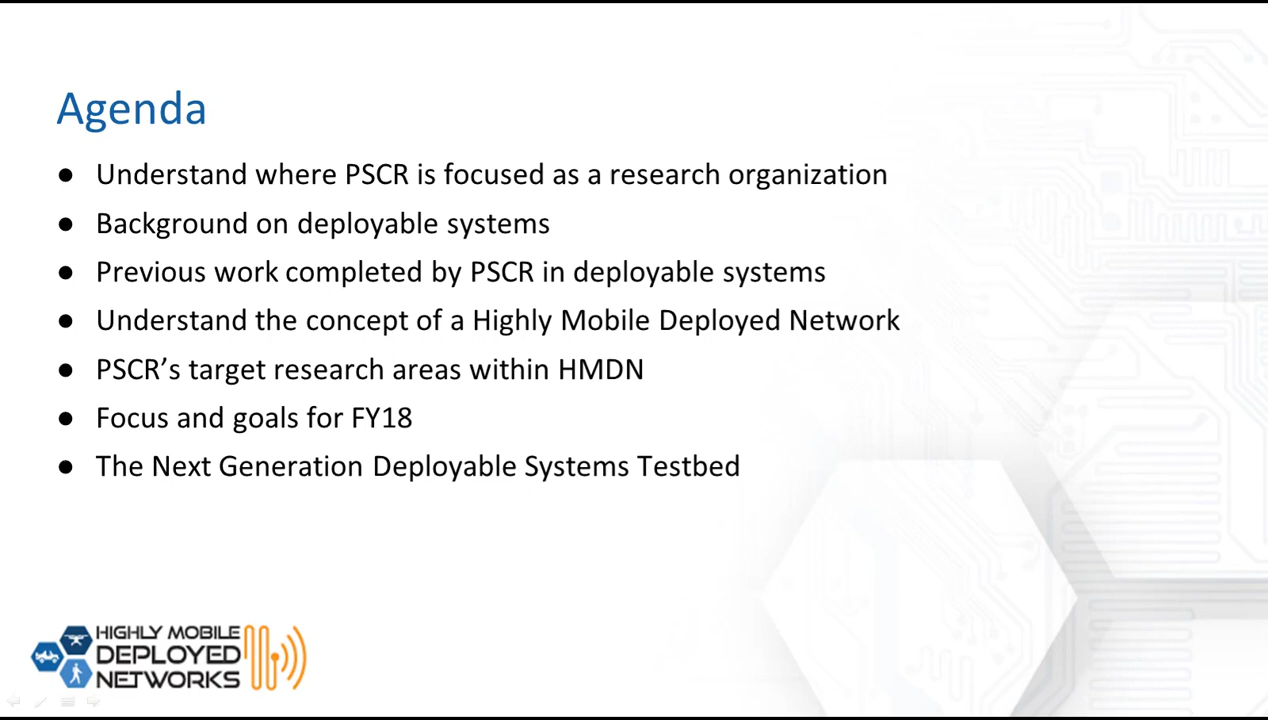 Agenda
● Understand where PSCR is focused as a research organization
● Background on deployable systems
● Previous work completed by PSCR in deployable systems
● Understand the concept of a Highly Mobile Deployed Network
● PSCR’s target research areas within HMDN
● Focus and goals for FY18
● The Next Generation Deployable Systems Testbed
HIGHLY MOBILE
DEPLOYED
NETWORKS